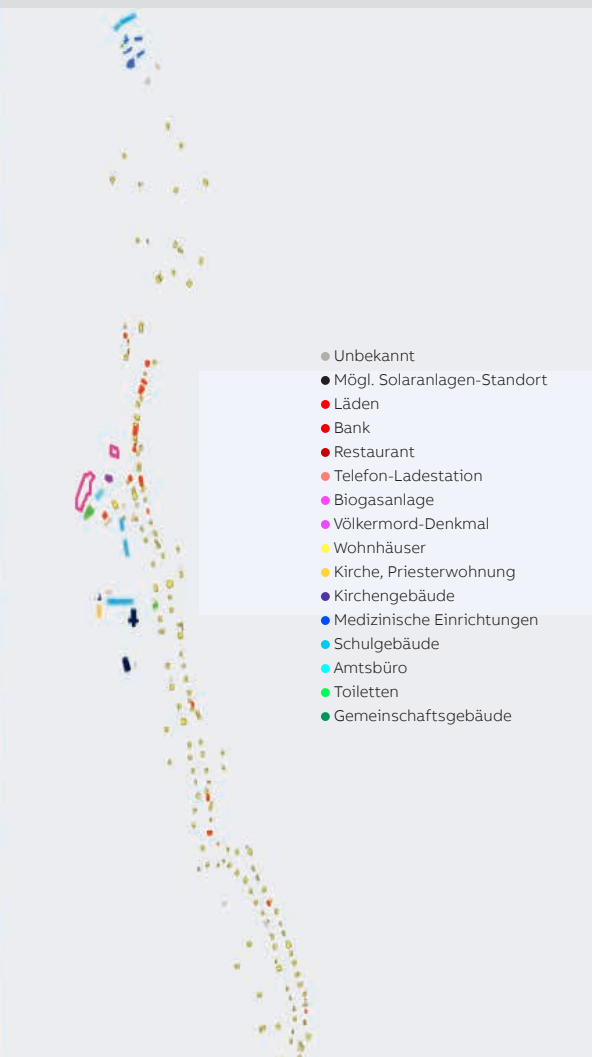 Unbekannt
Mögl. Solaranlagen-Standort
Läden
Bank
Restaurant
Telefon-Ladestation
Biogasanlage
Völkermord-Denkmal
Wohnhäuser
Kirche, Priesterwohnung
Kirchengebäude
Medizinische Einrichtungen
Schulgebäude
Amtsbüro
Toiletten
Gemeinschaftsgebäude